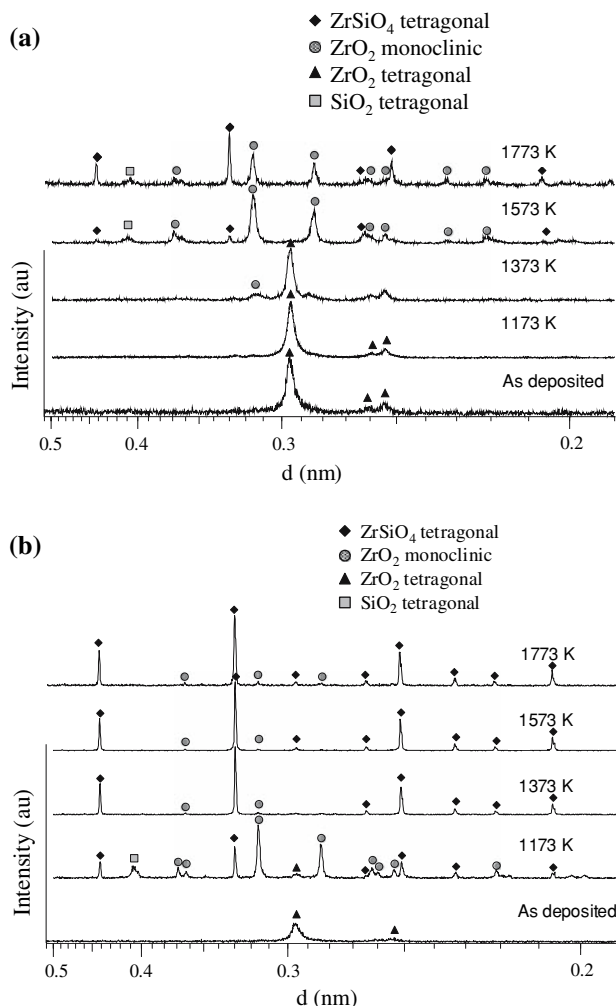 (a)
ZrSiO4 tetragonal
ZrO2 monoclinic
ZrO2 tetragonal
SiO2 tetragonal
1773 K
1573 K
1373 K
1173 K
As deposited
Intensity (au)
0.5 0.4 0.3 0.2
d (nm)
(b)
ZrSiO4 tetragonal
ZrO2 monoclinic
ZrO2 tetragonal
SiO2 tetragonal
1773 K
1573 K
1373 K
1173 K
As deposited
Intensity (au)
0.5 0.4 0.3 0.2
d (nm)